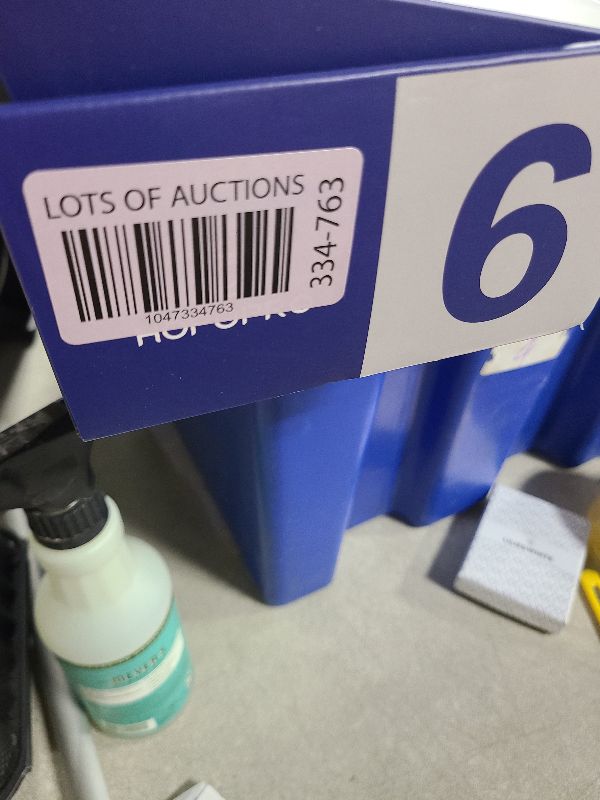 LOTS OF AUCTIONS
334-763
1047334763
6
MEYER'S